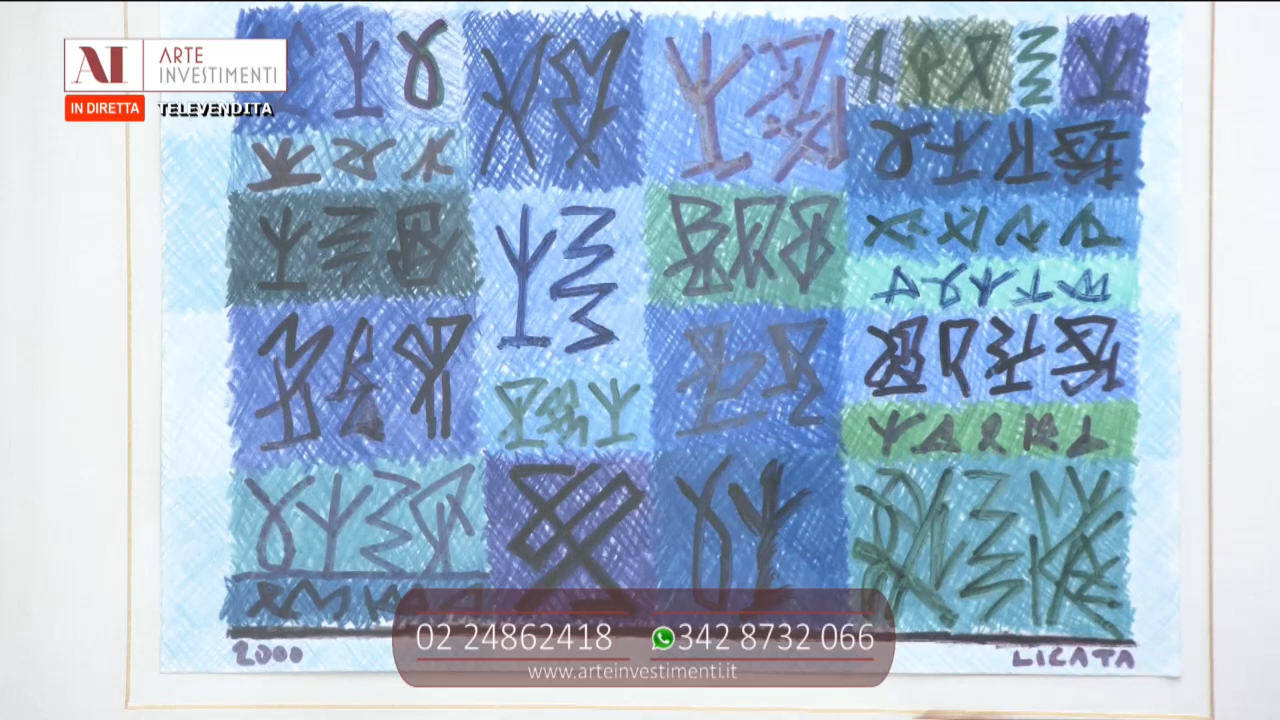 AI ARTE
INVESTIMENTI
IN DIRETTA TELEVENDITA
02 24862418 342 8732 066
www.arteinvestimenti.it
2000 LICATA